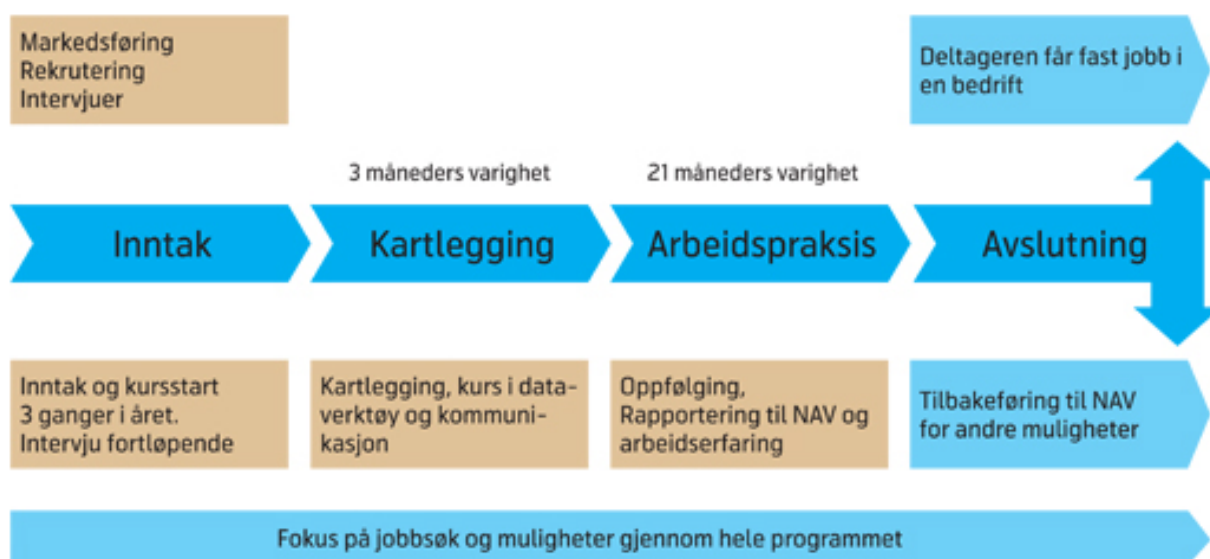 Markedsføring
Rekrutering
Intervjuer
Deltageren får fast jobb i
en bedrift
3 måneders varighet
21 måneders varighet
Inntak
Kartlegging
Arbeidspraksis
Avslutning
Inntak og kursstart
3 ganger i året.
Intervju fortløpende
Kartlegging, kurs i data-
verktøy og kommuni-
kasjon
Oppfølging,
Rapportering til NAV og
arbeidserfaring
Tilbakeføring til NAV
for andre muligheter
Fokus på jobbsøk og muligheter gjennom hele programmet